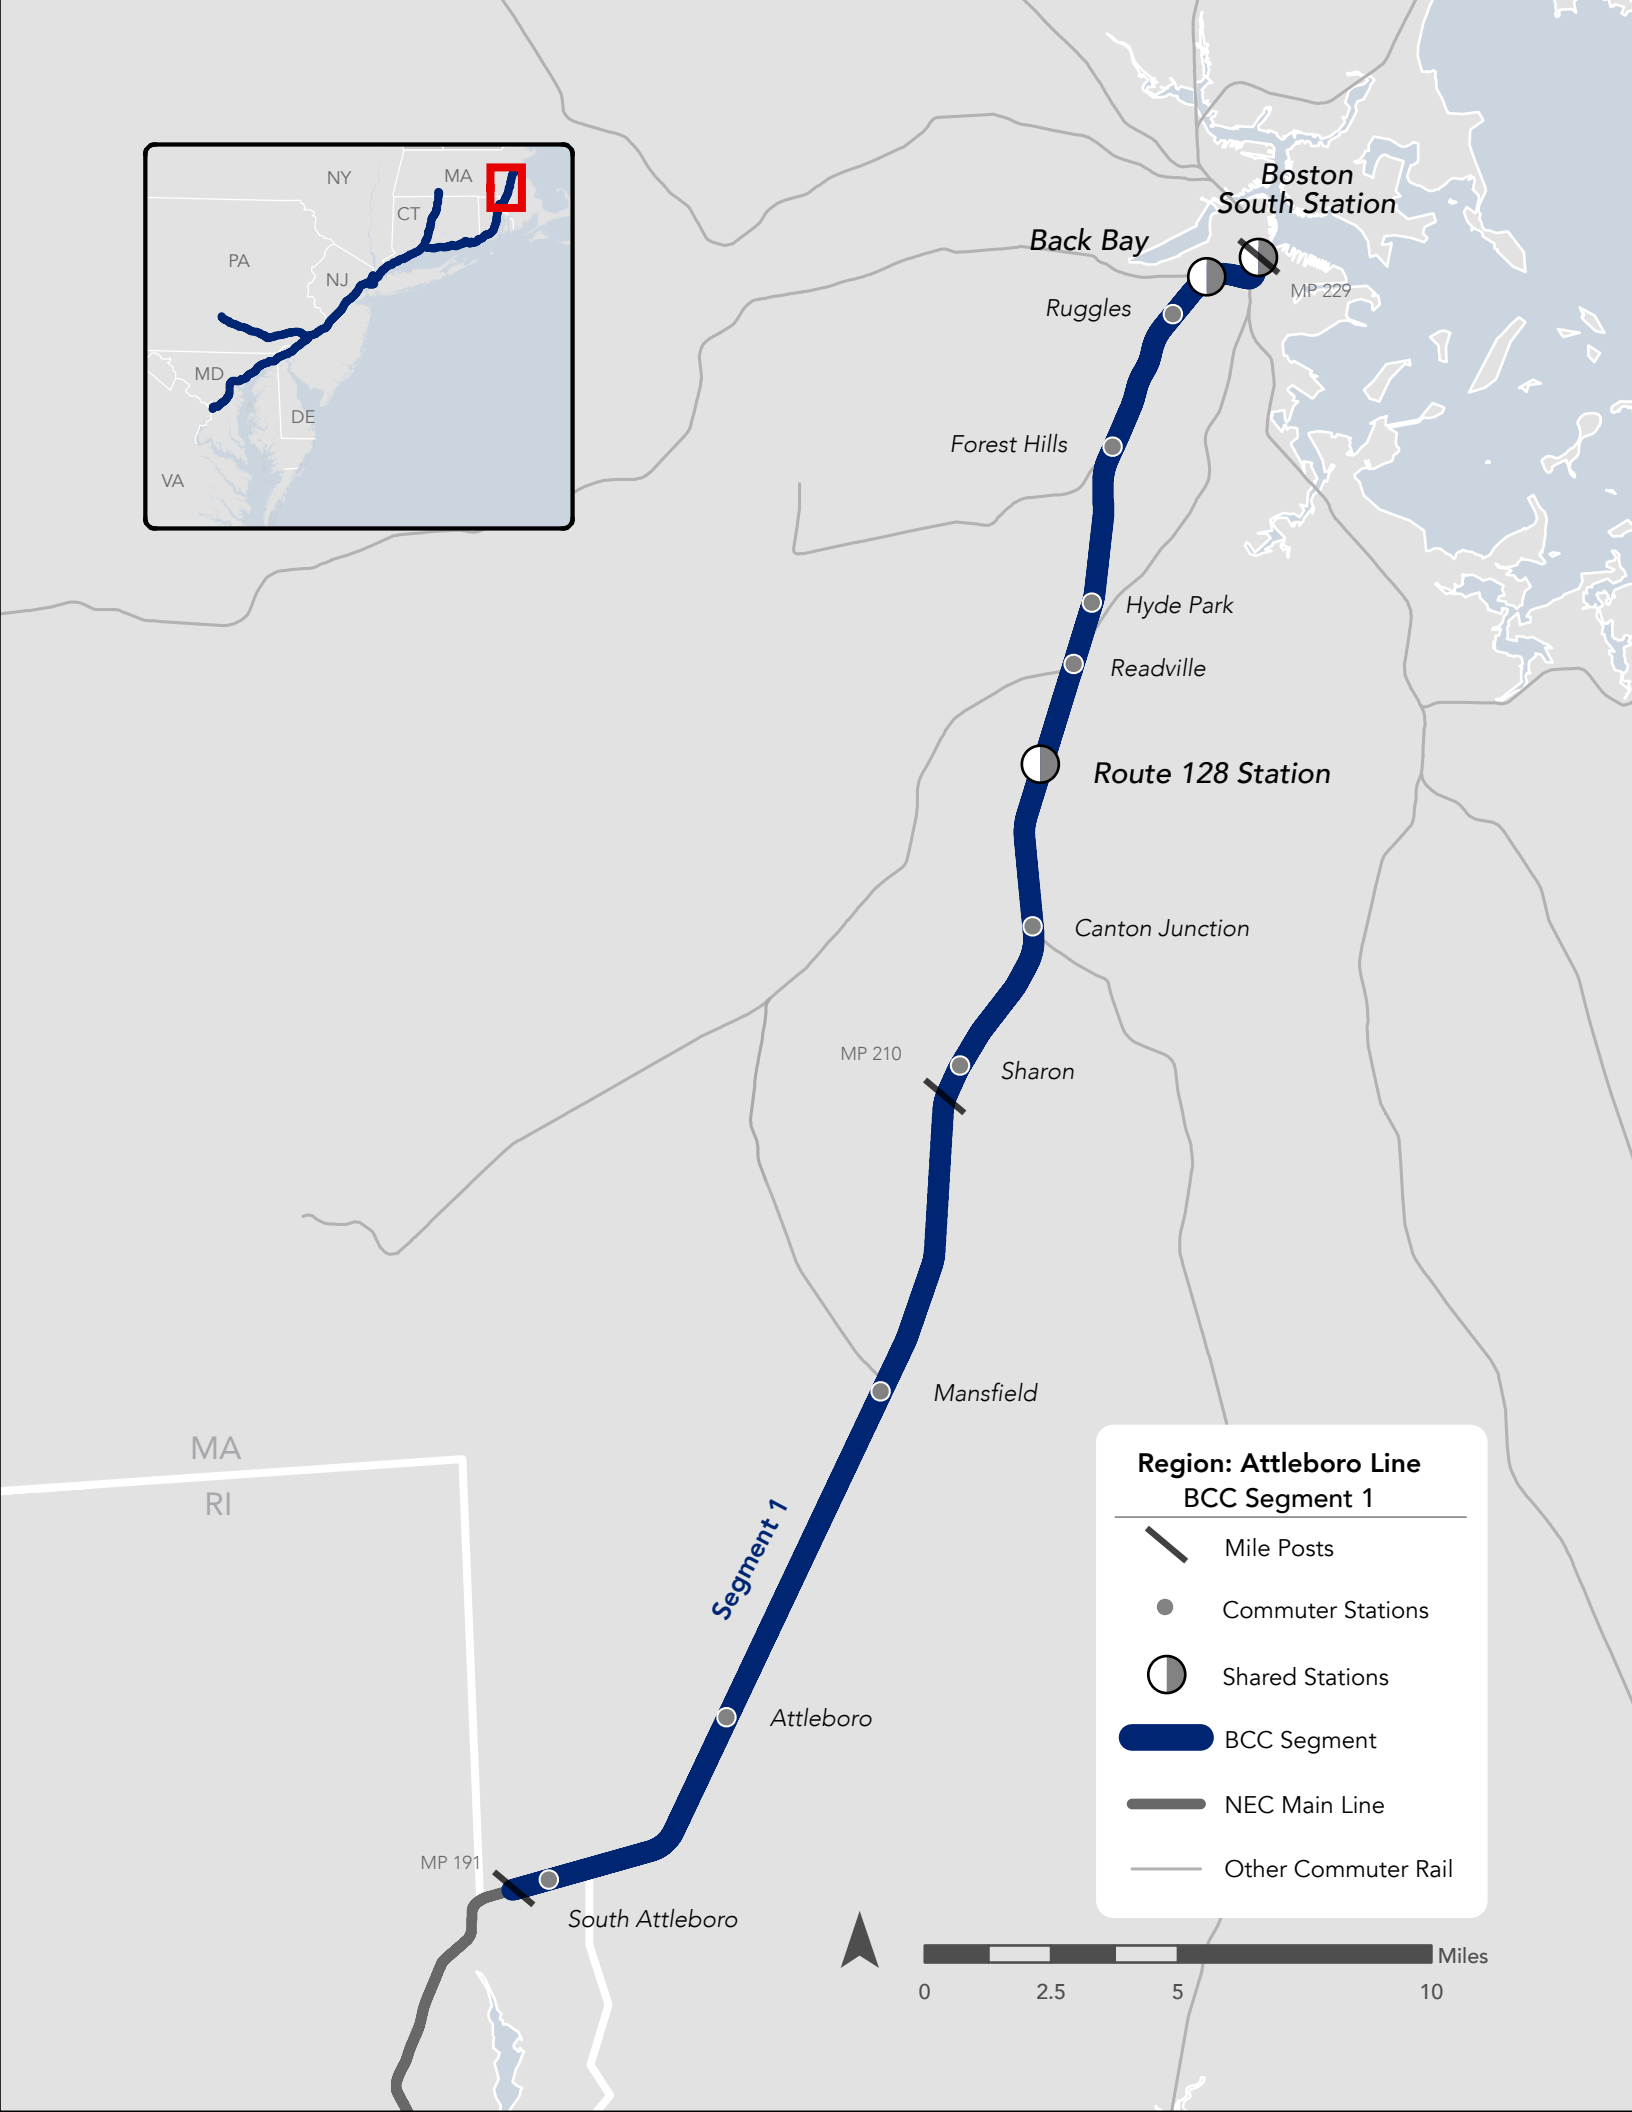 NY
MA
CT
PA
NJ
MD
DE
VA
Boston
South Station
Back Bay
MP 229
Ruggles
Forest Hills
Hyde Park
Readville
Route 128 Station
Canton Junction
MP 210
Sharon
Mansfield
MA
RI
Segment 1
Attleboro
MP 191
South Attleboro
Region: Attleboro Line
BCC Segment 1
Mile Posts
Commuter Stations
Shared Stations
BCC Segment
NEC Main Line
Other Commuter Rail
Miles
0 2.5 5 10